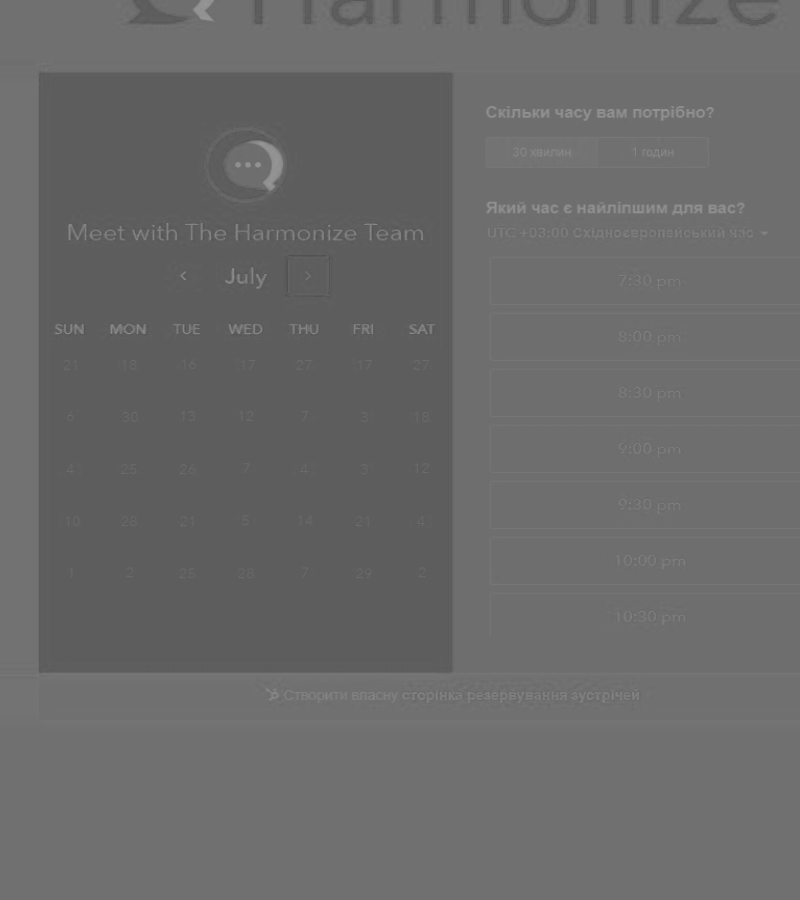 Harmonize
Meet with The Harmonize Team
July
SUN MON TUE WED THU FRI SAT
21 18 16 17 27 17 27
6 30 13 12 7 3 18
4 25 26 7 4 3 12
10 28 21 5 14 21 4
1 2 25 28 7 29 2
Скільки часу вам потрібно?
30 хвилин 1 годин
Який час є найліпшим для вас?
UTC +03:00 Східноєвропейський час
7:30 pm
8:00 pm
8:30 pm
9:00 pm
9:30 pm
10:00 pm
10:30 pm
Створити власну сторінка резервування зустрічей